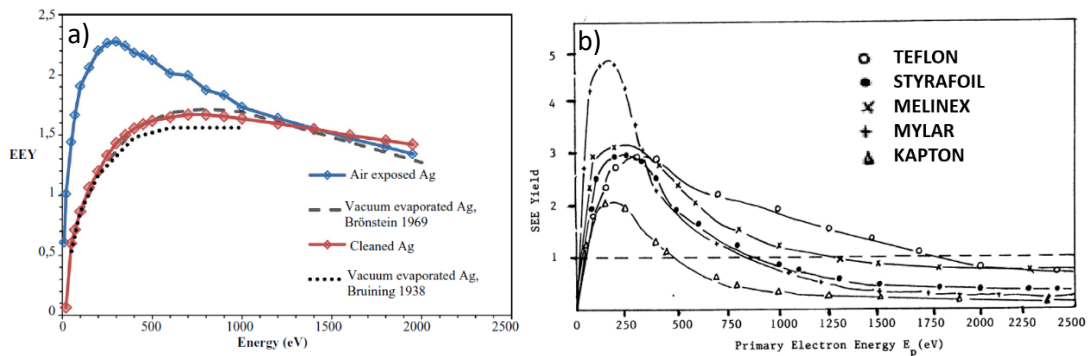 a)
2,5
2
1,5
EEY
1
0,5
0
0
500
1000
1500
2000
2500
Energy (eV)
Air exposed Ag
Vacuum evaporated Ag,
Brönstein 1969
Cleaned Ag
Vacuum evaporated Ag,
Bruining 1938
b)
5
4
3
2
1
SEE Yield
0
250
500
750
1000
1250
1500
1750
2000
2250
2500
Primary Electron Energy Ep(eV)
TEFLON
STYRAFOIL
MELINEX
MYLAR
KAPTON